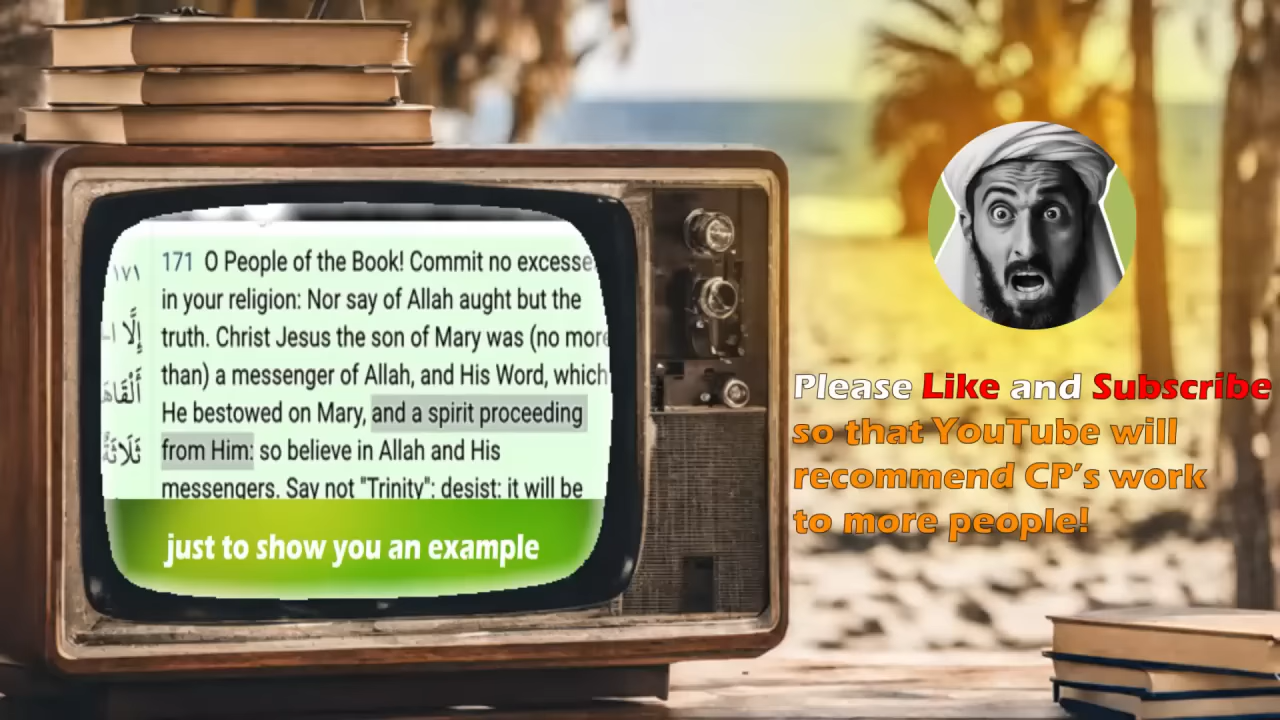 171 O People of the Book! Commit no excesse
in your religion: Nor say of Allah aught but the
truth. Christ Jesus the son of Mary was (no more
than) a messenger of Allah, and His Word, which
He bestowed on Mary, and a spirit proceeding
from Him: so believe in Allah and His
messengers. Say not "Trinity": desist: it will be
١٧١
إِلَّا
ثَلَاثَةٌ
just to show you an example
Please Like and Subscribe
so that YouTube will
recommend CP's work
to more people!